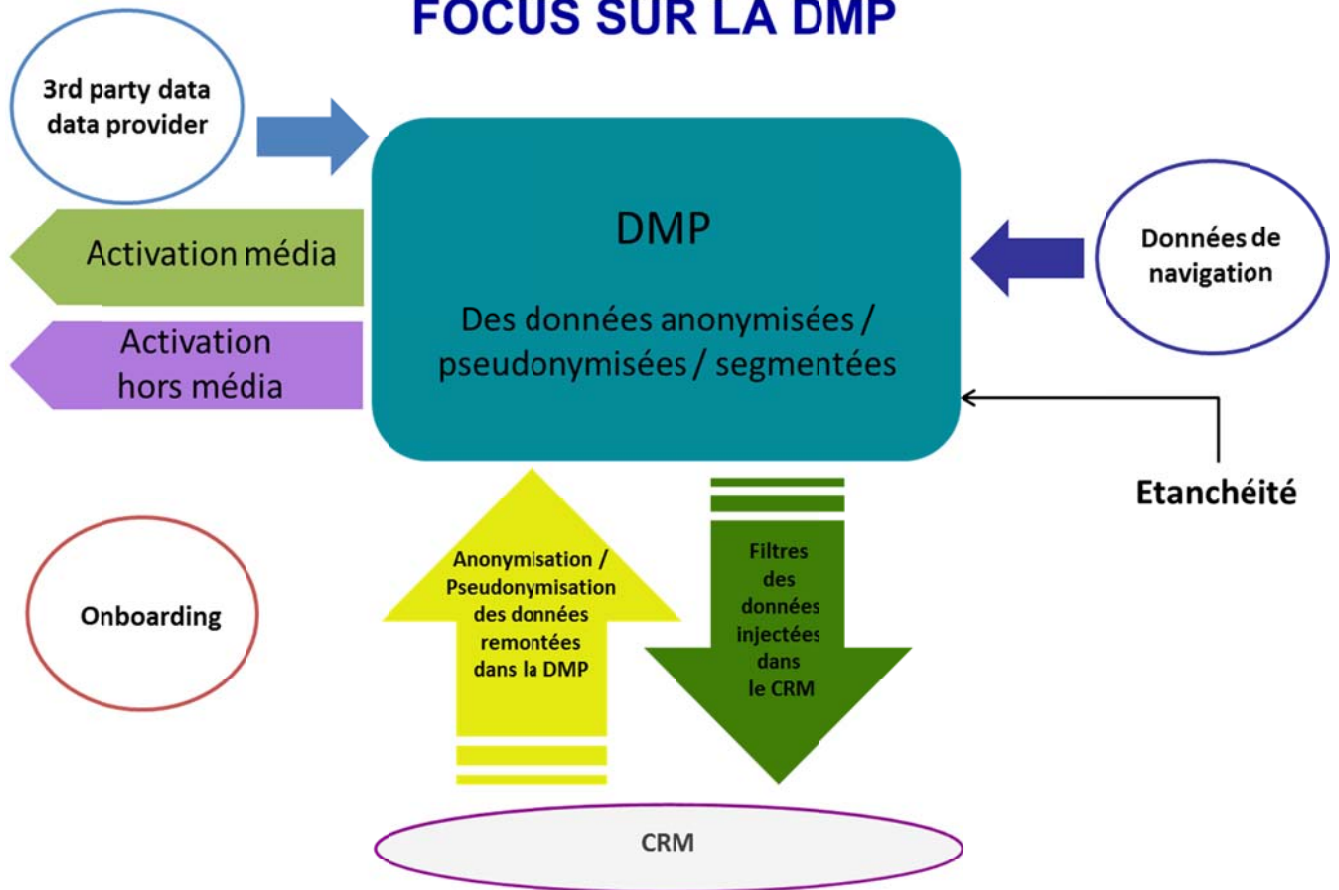 FOCUS SUR LA DMP
3rd party data
data provider
Activation média
Activation
hors média
DMP
Des données anonymisées /
pseudonymisées / segmentées
Données de
navigation
Etanchéité
Onboarding
Anonymisation /
Pseudonymisation
des données
remontées
dans la DMP
Filtres
des
données
injectées
dans
le CRM
CRM